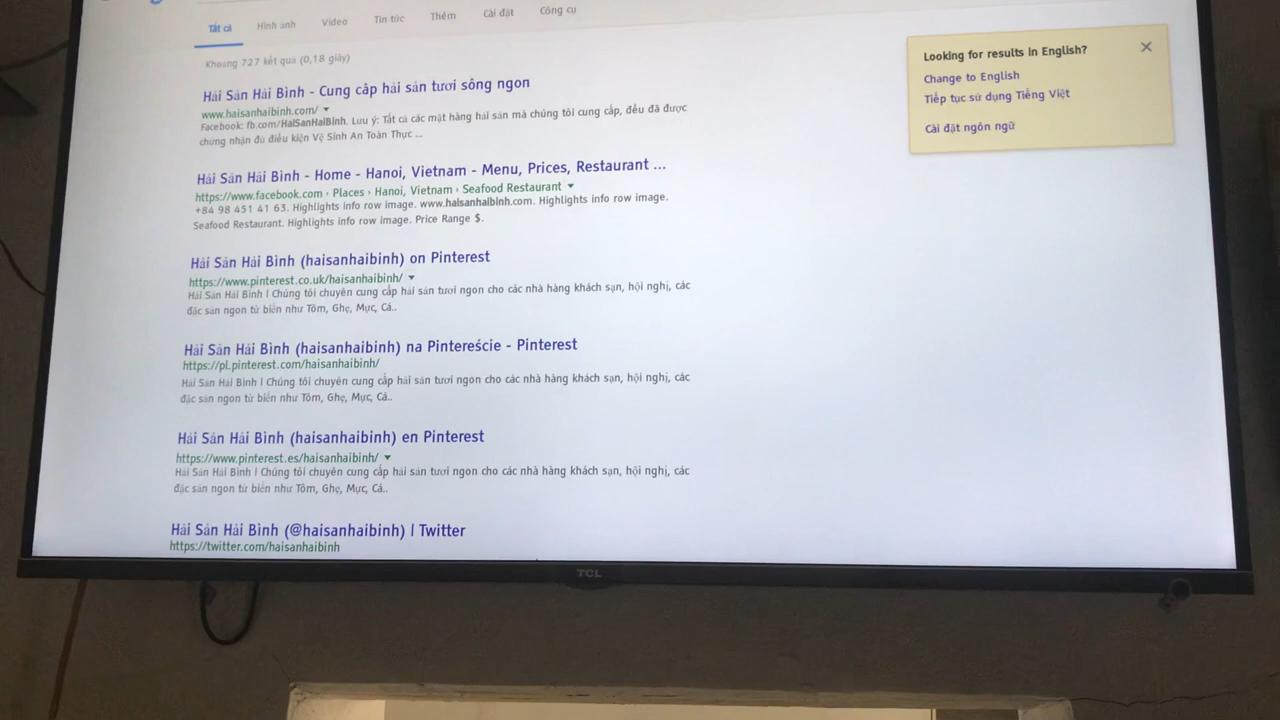 Tất cả Hình ảnh Video Tin tức Thêm Cài đặt Công cụ
Khoảng 727 kết quả (0,18 giây)
Looking for results in English?
Change to English
Tiếp tục sử dụng Tiếng Việt
Cài đặt ngôn ngữ
Hải Sản Hải Bình - Cung cấp hải sản tươi sống ngon
www.haisanhaibinh.com/
Facebook: fb.com/HaiSanHaiBinh. Lưu ý: Tất cả các mặt hàng hải sản mà chúng tôi cung cấp, đều đã được
chứng nhận đủ điều kiện Vệ Sinh An Toàn Thực ...
Hải Sản Hải Bình - Home - Hanoi, Vietnam - Menu, Prices, Restaurant ...
https://www.facebook.com › Places › Hanoi, Vietnam › Seafood Restaurant
+84 98 451 41 63. Highlights info row image. www.haisanhaibinh.com. Highlights info row image.
Seafood Restaurant. Highlights info row image. Price Range $.
Hải Sản Hải Bình (haisanhaibinh) on Pinterest
https://www.pinterest.co.uk/haisanhaibinh/
Hải Sản Hải Bình | Chúng tôi chuyên cung cấp hải sản tươi ngon cho các nhà hàng khách sạn, hội nghị, các
đặc sản ngon từ biển như Tôm, Ghẹ, Mực, Cá..
Hải Sản Hải Bình (haisanhaibinh) na Pintereście - Pinterest
https://pl.pinterest.com/haisanhaibinh/
Hải Sản Hải Bình | Chúng tôi chuyên cung cấp hải sản tươi ngon cho các nhà hàng khách sạn, hội nghị, các
đặc sản ngon từ biển như Tôm, Ghẹ, Mực, Cá..
Hải Sản Hải Bình (haisanhaibinh) en Pinterest
https://www.pinterest.es/haisanhaibinh/
Hải Sản Hải Bình | Chúng tôi chuyên cung cấp hải sản tươi ngon cho các nhà hàng khách sạn, hội nghị, các
đặc sản ngon từ biển như Tôm, Ghẹ, Mực, Cá..
Hải Sản Hải Bình (@haisanhaibinh) | Twitter
https://twitter.com/haisanhaibinh
TCL